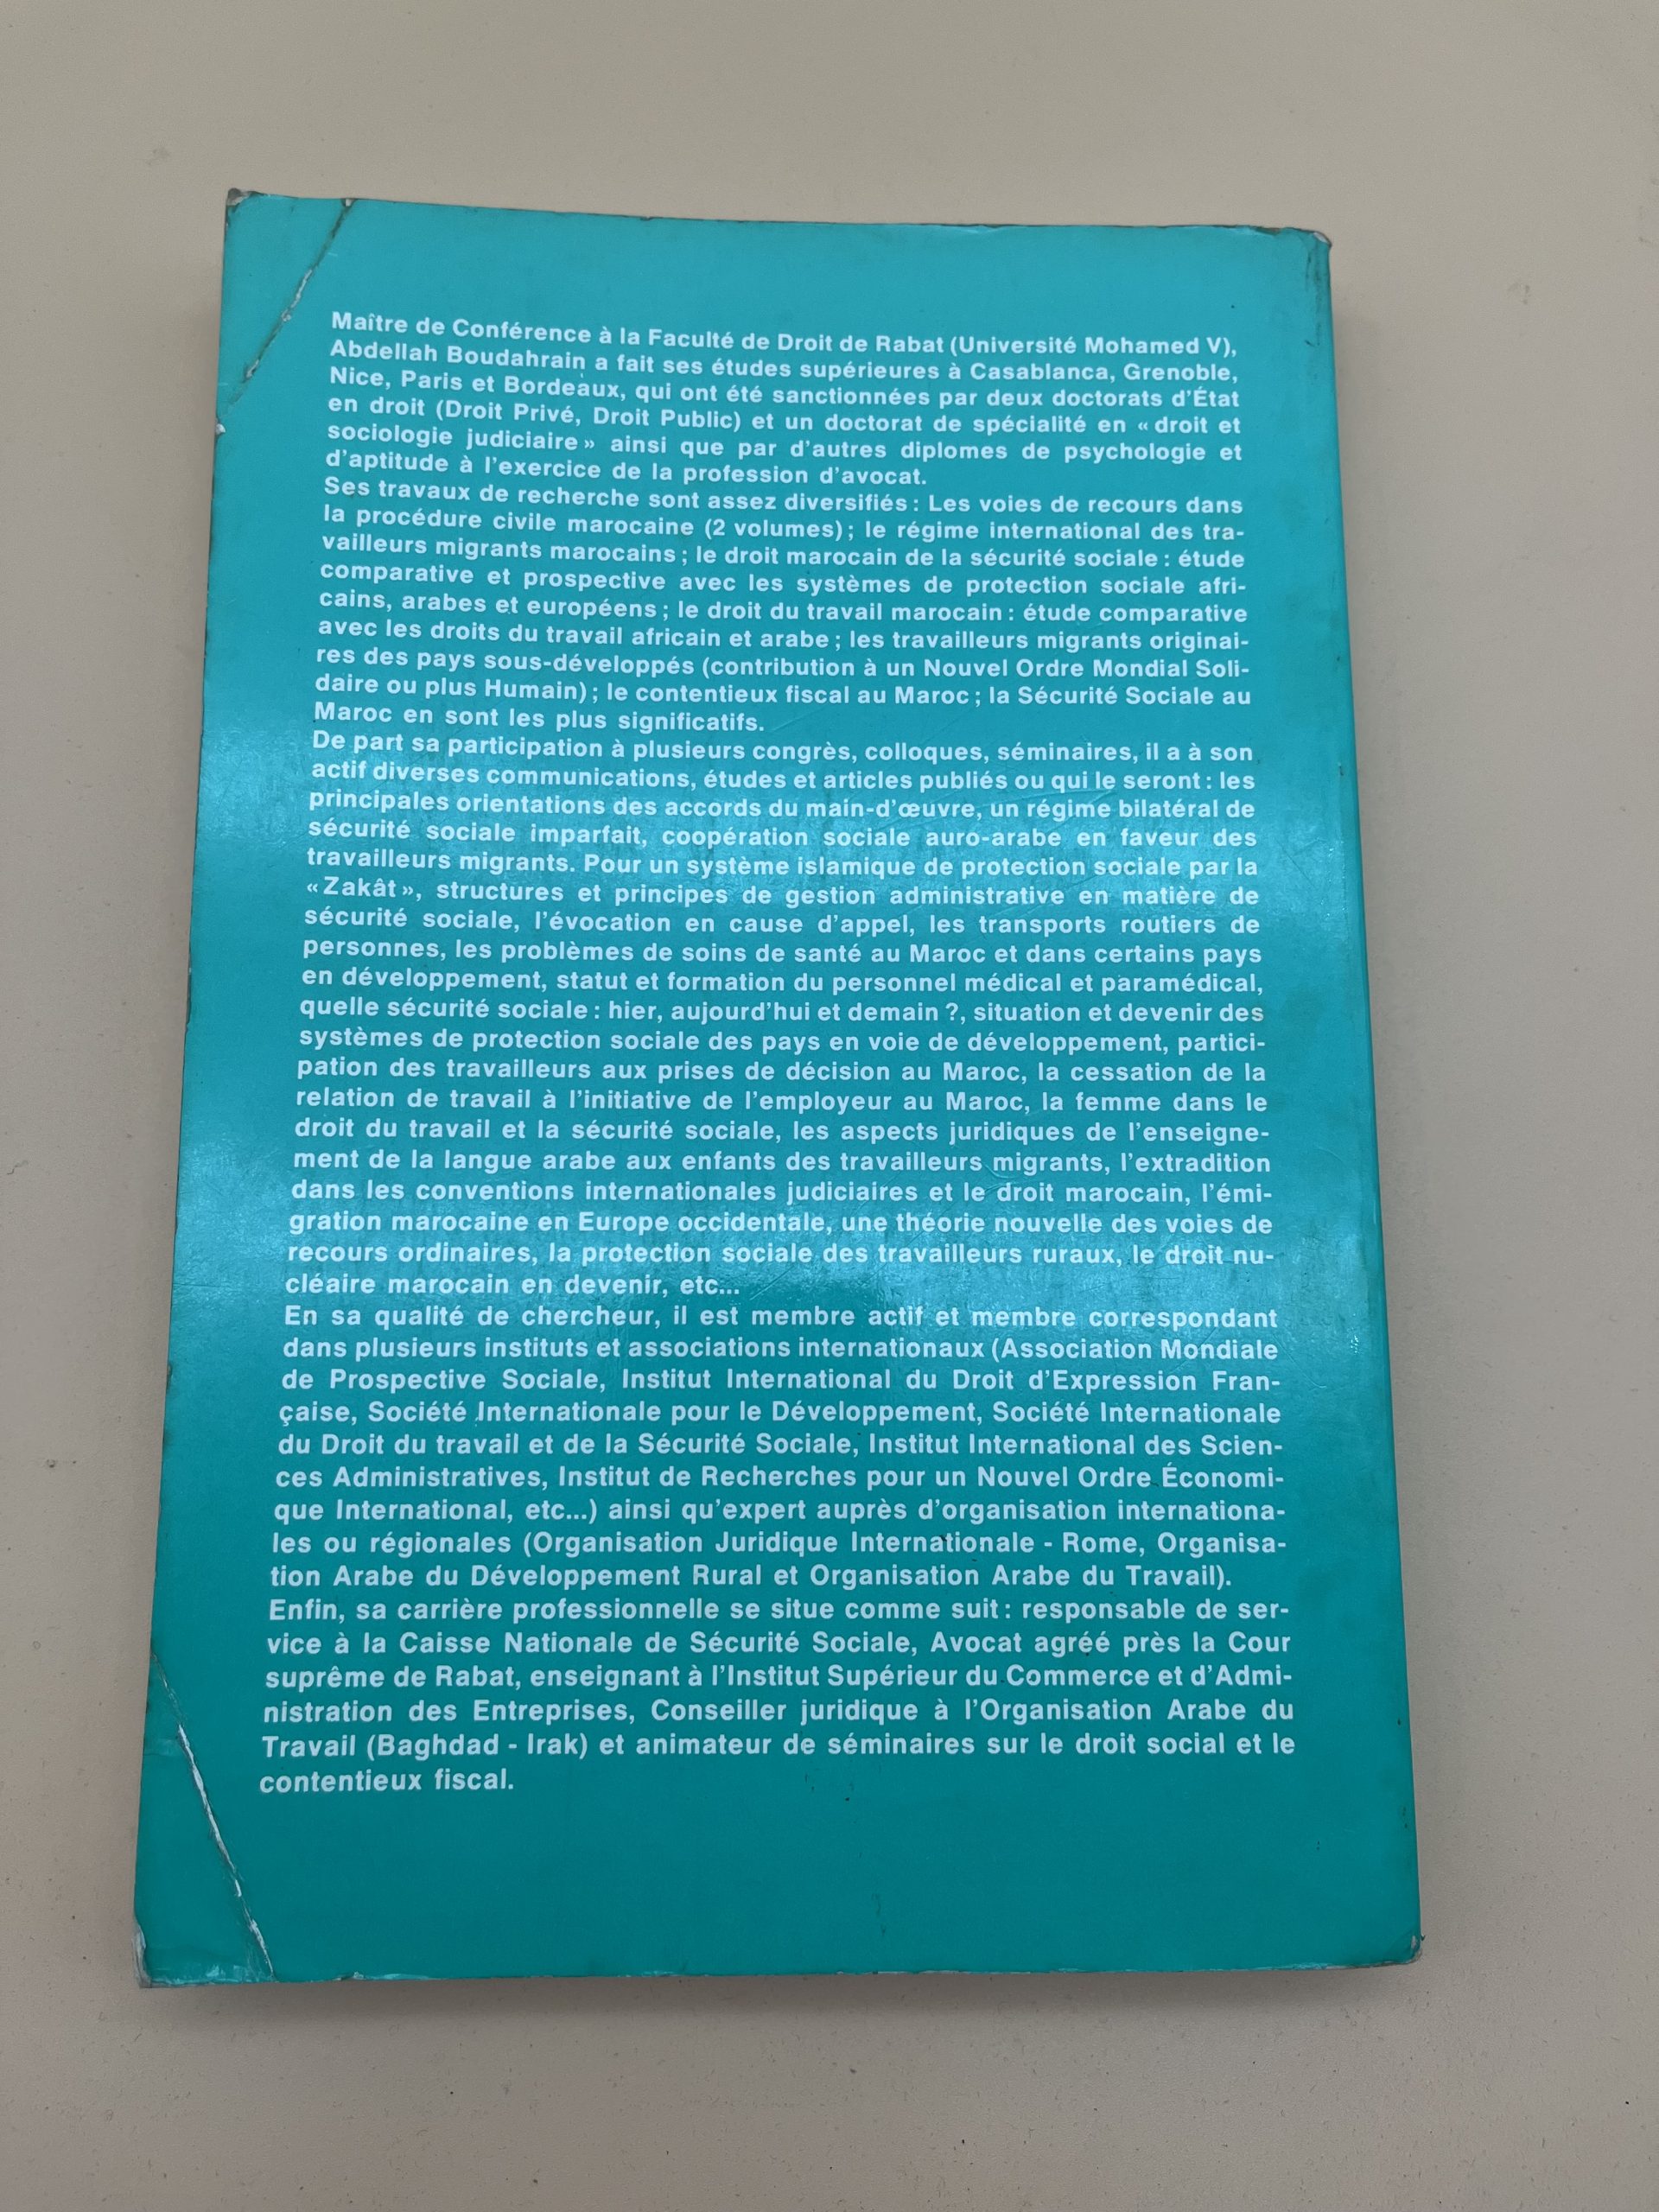 Maître de Conférence à la Faculté de Droit de Rabat (Université Mohamed V),
Abdellah Boudahrain a fait ses études supérieures à Casablanca, Grenoble,
Nice, Paris et Bordeaux, qui ont été sanctionnées par deux doctorats d'État
en droit (Droit Privé, Droit Public) et un doctorat de spécialité en « droit et
sociologie judiciaire » ainsi que par d'autres diplomes de psychologie et
d'aptitude à l'exercice de la profession d'avocat.
Ses travaux de recherche sont assez diversifiés : Les voies de recours dans
la procédure civile marocaine (2 volumes) ; le régime international des tra-
vailleurs migrants marocains ; le droit marocain de la sécurité sociale : étude
comparative et prospective avec les systèmes de protection sociale afri-
cains, arabes et européens ; le droit du travail marocain : étude comparative
avec les droits du travail africain et arabe ; les travailleurs migrants originai-
res des pays sous-développés (contribution à un Nouvel Ordre Mondial Soli-
daire ou plus Humain) ; le contentieux fiscal au Maroc ; la Sécurité Sociale au
Maroc en sont les plus significatifs.
De part sa participation à plusieurs congrès, colloques, séminaires, il a à son
actif diverses communications, études et articles publiés ou qui le seront : les
principales orientations des accords du main-d'œuvre, un régime bilatéral de
sécurité sociale imparfait, coopération sociale auro-arabe en faveur des
travailleurs migrants. Pour un système islamique de protection sociale par la
« Zakât », structures et principes de gestion administrative en matière de
sécurité sociale, l'évocation en cause d'appel, les transports routiers de
personnes, les problèmes de soins de santé au Maroc et dans certains pays
en développement, statut et formation du personnel médical et paramédical,
quelle sécurité sociale : hier, aujourd'hui et demain ?, situation et devenir des
systèmes de protection sociale des pays en voie de développement, partici-
pation des travailleurs aux prises de décision au Maroc, la cessation de la
relation de travail à l'initiative de l'employeur au Maroc, la femme dans le
droit du travail et la sécurité sociale, les aspects juridiques de l'enseigne-
ment de la langue arabe aux enfants des travailleurs migrants, l'extradition
dans les conventions internationales judiciaires et le droit marocain, l'émi-
gration marocaine en Europe occidentale, une théorie nouvelle des voies de
recours ordinaires, la protection sociale des travailleurs ruraux, le droit nu-
cléaire marocain en devenir, etc...
En sa qualité de chercheur, il est membre actif et membre correspondant
dans plusieurs instituts et associations internationaux (Association Mondiale
de Prospective Sociale, Institut International du Droit d'Expression Fran-
çaise, Société Internationale pour le Développement, Société Internationale
du Droit du travail et de la Sécurité Sociale, Institut International des Scien-
ces Administratives, Institut de Recherches pour un Nouvel Ordre Économi-
que International, etc...) ainsi qu'expert auprès d'organisation internationa-
les ou régionales (Organisation Juridique Internationale - Rome, Organisa-
tion Arabe du Développement Rural et Organisation Arabe du Travail).
Enfin, sa carrière professionnelle se situe comme suit : responsable de ser-
vice à la Caisse Nationale de Sécurité Sociale, Avocat agréé près la Cour
suprême de Rabat, enseignant à l'Institut Supérieur du Commerce et d'Admi-
nistration des Entreprises, Conseiller juridique à l'Organisation Arabe du
Travail (Baghdad - Irak) et animateur de séminaires sur le droit social et le
contentieux fiscal.